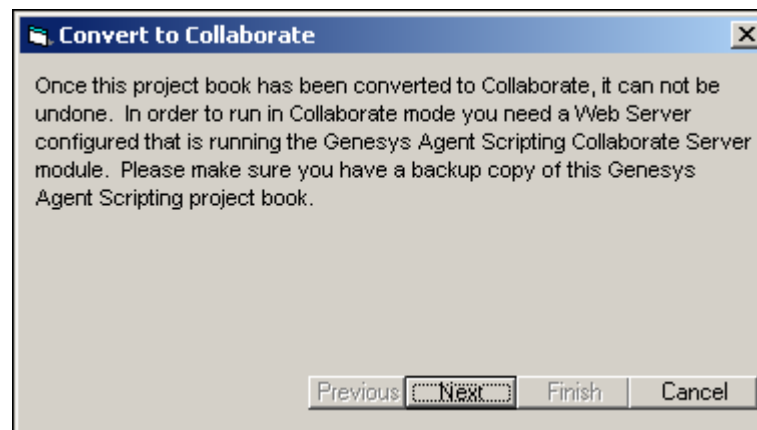 Convert to Collaborate
Once this project book has been converted to Collaborate, it can not be
undone. In order to run in Collaborate mode you need a Web Server
configured that is running the Genesys Agent Scripting Collaborate Server
module. Please make sure you have a backup copy of this Genesys
Agent Scripting project book.
Previous Next Finish Cancel